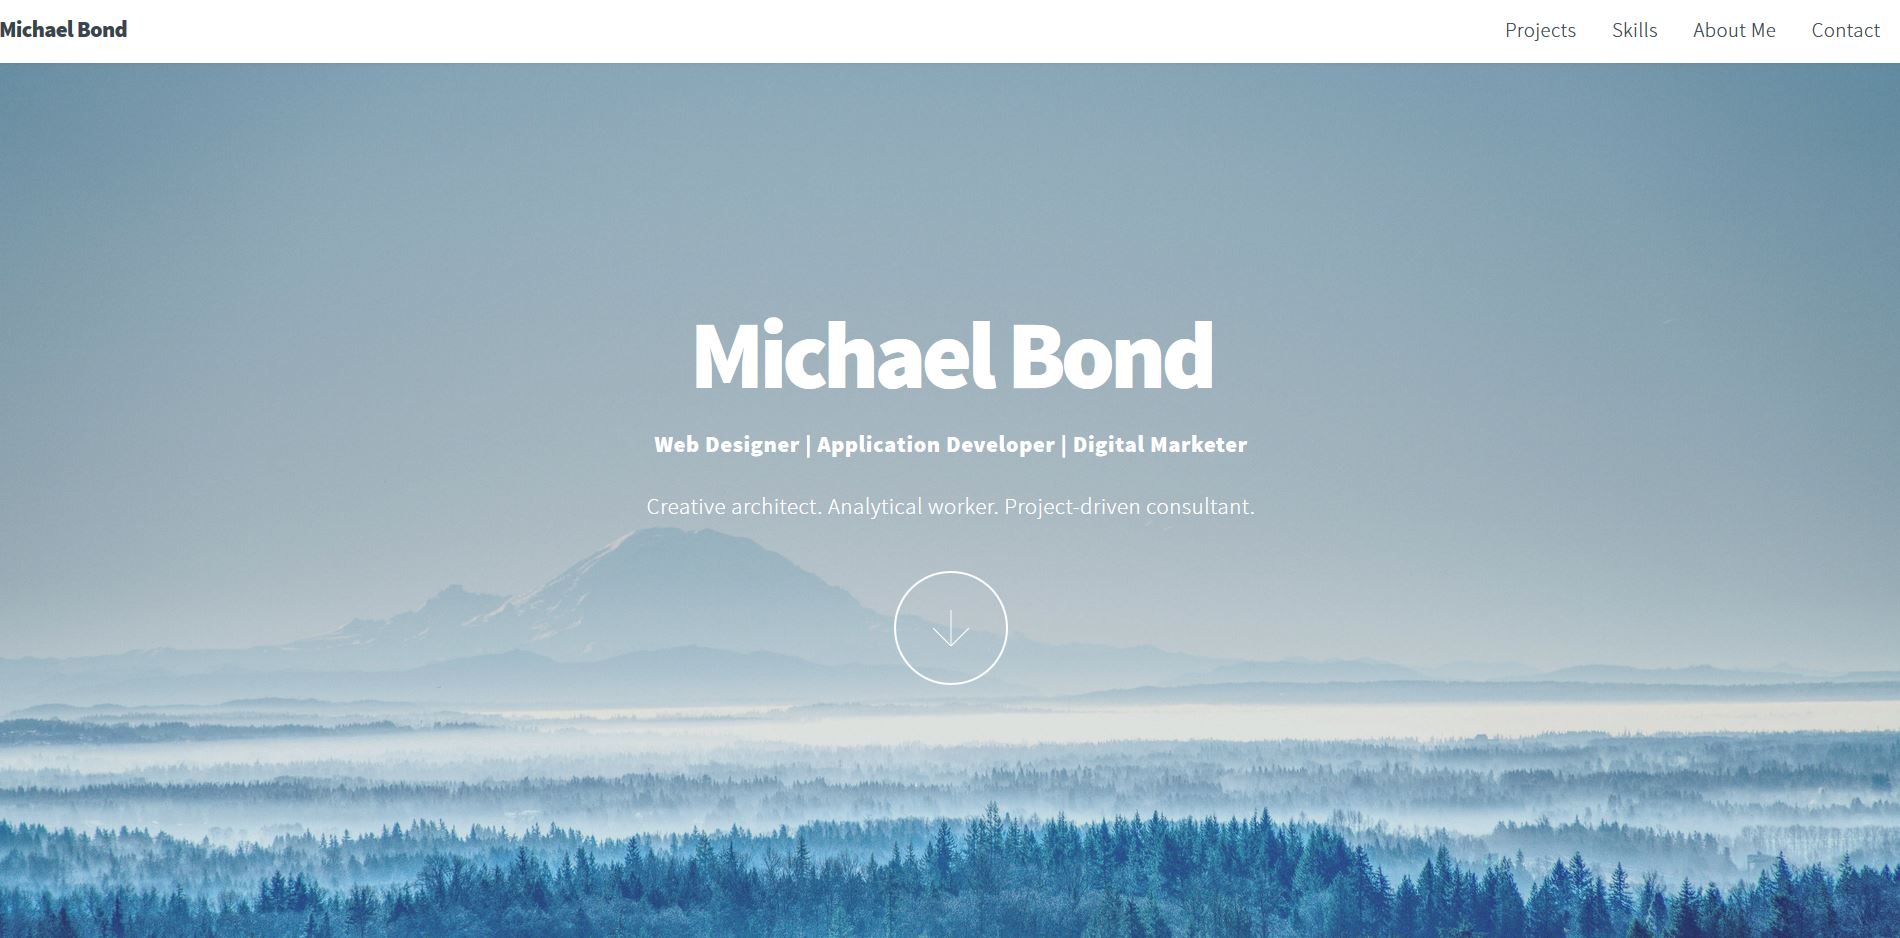 Michael Bond
Projects Skills About Me Contact
Michael Bond
Web Designer | Application Developer | Digital Marketer
Creative architect. Analytical worker. Project-driven consultant.